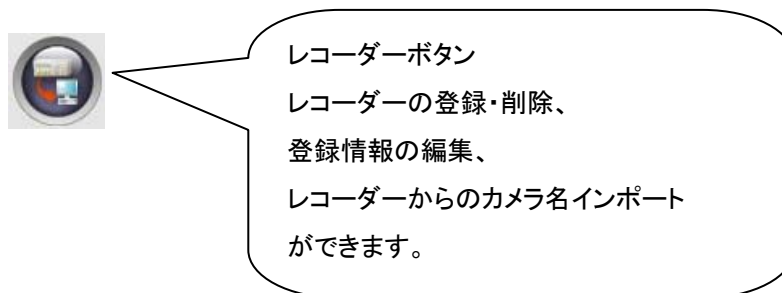 レコーダーボタン
レコーダーの登録・削除、
登録情報の編集、
レコーダーからのカメラ名インポート
ができます。